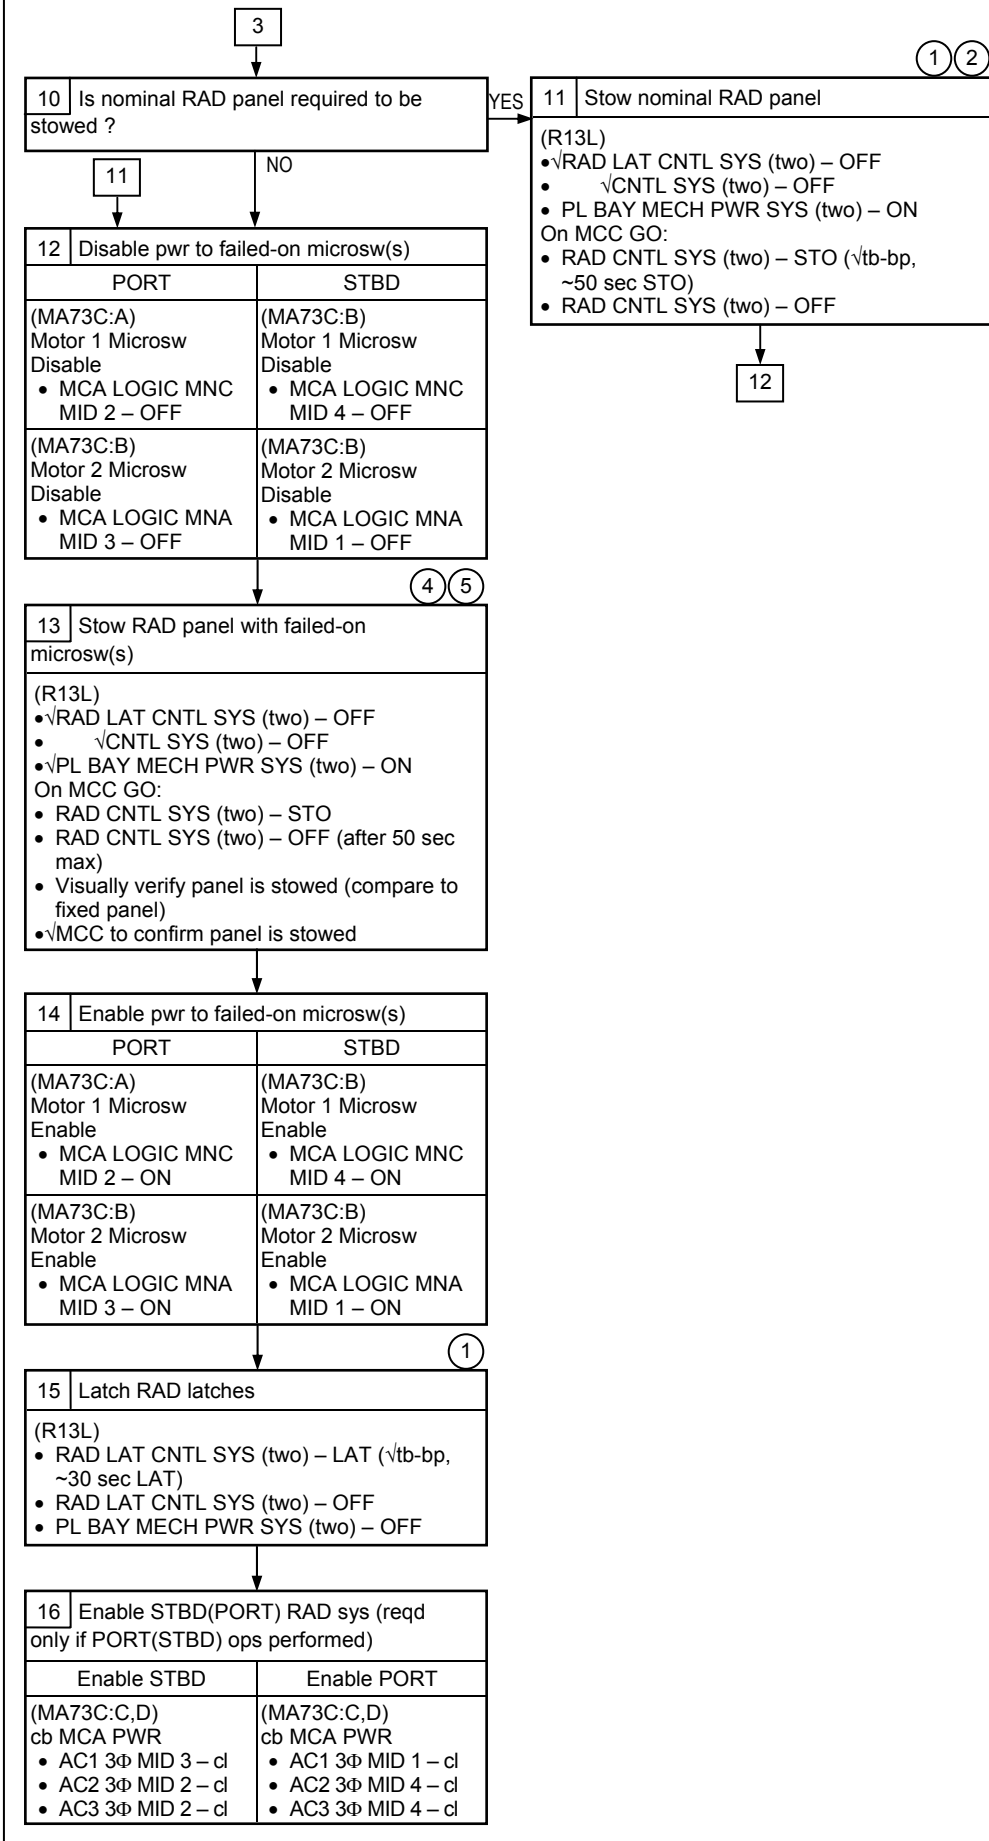 3
10 Is nominal RAD panel required to be
stowed ?
YES
NO
1 2
11 Stow nominal RAD panel
(R13L)
•√RAD LAT CNTL SYS (two) – OFF
• √CNTL SYS (two) – OFF
• PL BAY MECH PWR SYS (two) – ON
On MCC GO:
• RAD CNTL SYS (two) – STO (√tb-bp,
~50 sec STO)
• RAD CNTL SYS (two) – OFF
12
11
12 Disable pwr to failed-on microsw(s)
PORT
(MA73C:A)
Motor 1 Microsw
Disable
• MCA LOGIC MNC
MID 2 – OFF
(MA73C:B)
Motor 2 Microsw
Disable
• MCA LOGIC MNA
MID 3 – OFF
STBD
(MA73C:B)
Motor 1 Microsw
Disable
• MCA LOGIC MNC
MID 4 – OFF
(MA73C:B)
Motor 2 Microsw
Disable
• MCA LOGIC MNA
MID 1 – OFF
4 5
13 Stow RAD panel with failed-on
microsw(s)
(R13L)
•√RAD LAT CNTL SYS (two) – OFF
• √CNTL SYS (two) – OFF
•√PL BAY MECH PWR SYS (two) – ON
On MCC GO:
• RAD CNTL SYS (two) – STO
• RAD CNTL SYS (two) – OFF (after 50 sec
max)
• Visually verify panel is stowed (compare to
fixed panel)
•√MCC to confirm panel is stowed
14 Enable pwr to failed-on microsw(s)
PORT
(MA73C:A)
Motor 1 Microsw
Enable
• MCA LOGIC MNC
MID 2 – ON
(MA73C:B)
Motor 2 Microsw
Enable
• MCA LOGIC MNA
MID 3 – ON
STBD
(MA73C:B)
Motor 1 Microsw
Enable
• MCA LOGIC MNC
MID 4 – ON
(MA73C:B)
Motor 2 Microsw
Enable
• MCA LOGIC MNA
MID 1 – ON
1
15 Latch RAD latches
(R13L)
• RAD LAT CNTL SYS (two) – LAT (√tb-bp,
~30 sec LAT)
• RAD LAT CNTL SYS (two) – OFF
• PL BAY MECH PWR SYS (two) – OFF
16 Enable STBD(PORT) RAD sys (reqd
only if PORT(STBD) ops performed)
Enable STBD
(MA73C:C,D)
cb MCA PWR
• AC1 3Φ MID 3 – cl
• AC2 3Φ MID 2 – cl
• AC3 3Φ MID 2 – cl
Enable PORT
(MA73C:C,D)
cb MCA PWR
• AC1 3Φ MID 1 – cl
• AC2 3Φ MID 4 – cl
• AC3 3Φ MID 4 – cl